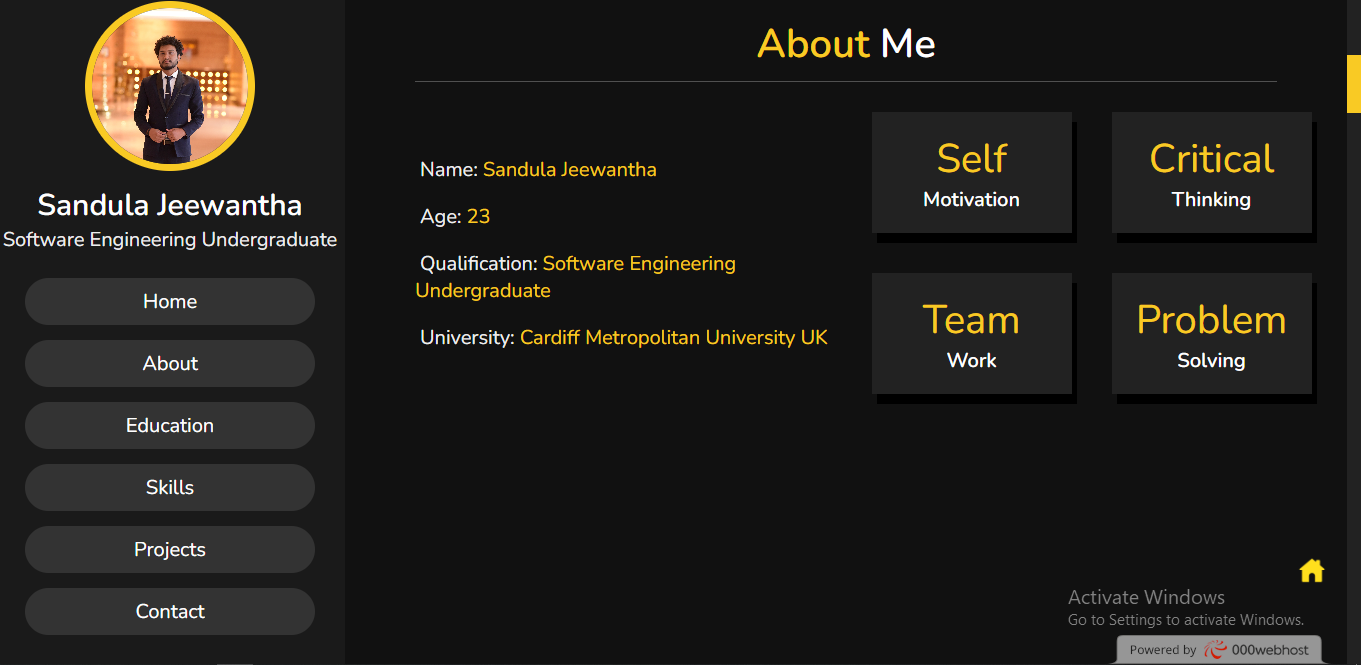 Sandula Jeewantha
Software Engineering Undergraduate
Home
About
Education
Skills
Projects
Contact
About Me
Name: Sandula Jeewantha
Age: 23
Qualification: Software Engineering
Undergraduate
University: Cardiff Metropolitan University UK
Self
Motivation
Critical
Thinking
Team
Work
Problem
Solving
Activate Windows
Go to Settings to activate Windows.
Powered by 000webhost